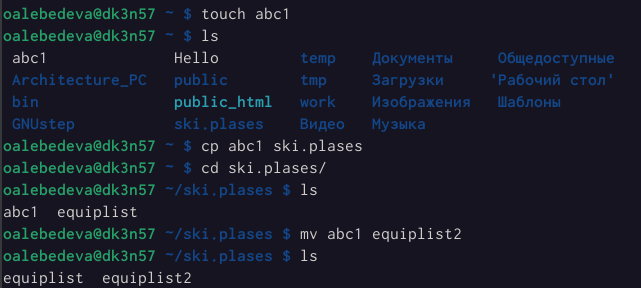 oalebedeva@dk3n57 ~ $ touch abc1
oalebedeva@dk3n57 ~ $ ls
abc1 Hello temp Документы Общедоступные
Architecture_PC public tmp Загрузки 'Рабочий стол'
bin public_html work Изображения Шаблоны
GNUstep ski.plases Видео Музыка
oalebedeva@dk3n57 ~ $ cp abc1 ski.plases
oalebedeva@dk3n57 ~ $ cd ski.plases/
oalebedeva@dk3n57 ~/ski.plases $ ls
abc1 equiplist
oalebedeva@dk3n57 ~/ski.plases $ mv abc1 equiplist2
oalebedeva@dk3n57 ~/ski.plases $ ls
equiplist equiplist2